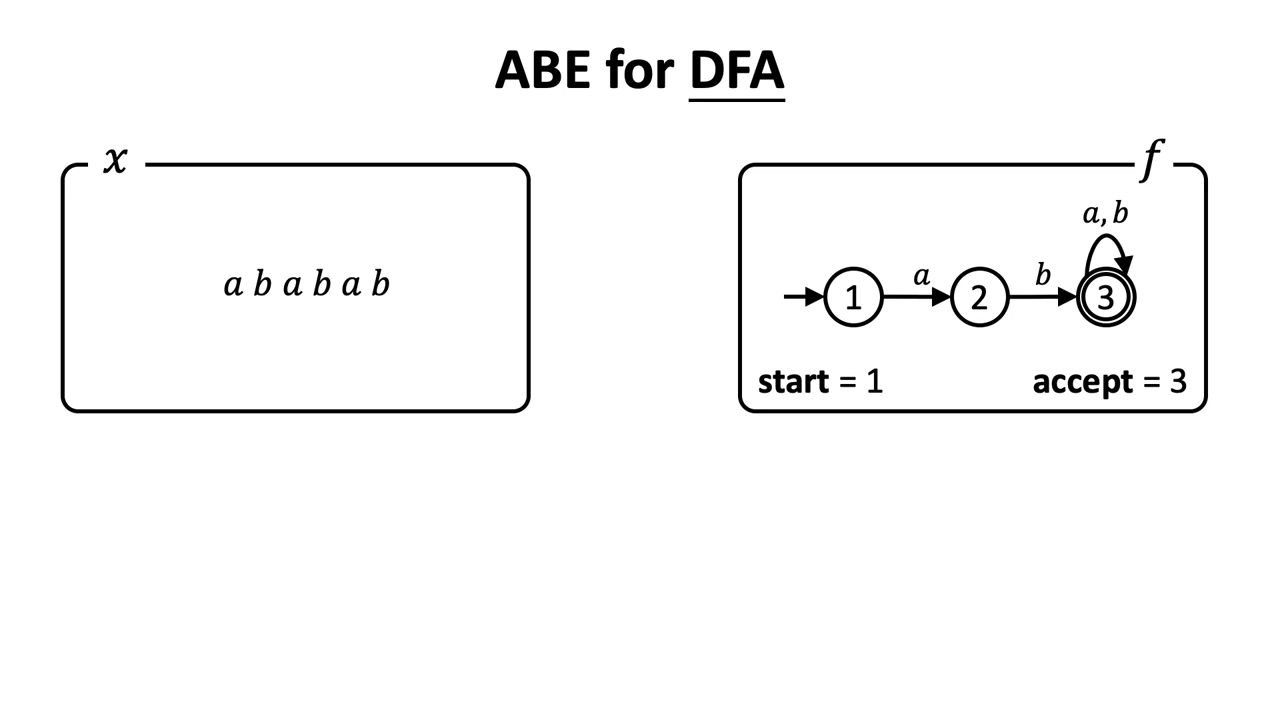 ABE for DFA
x
a b a b a b
f
a, b
a
b
1
2
3
start = 1
accept = 3